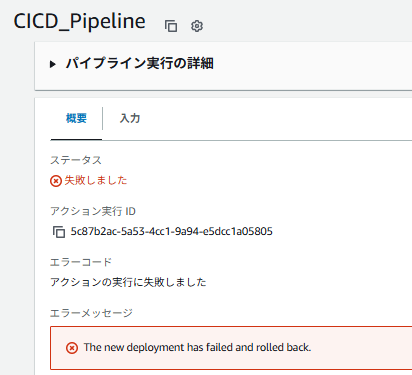 CICD_Pipeline
パイプライン実行の詳細
概要 入力
ステータス
失敗しました
アクション実行 ID
5c87b2ac-5a53-4cc1-9a94-e5dcc1a05805
エラーコード
アクションの実行に失敗しました
エラーメッセージ
The new deployment has failed and rolled back.